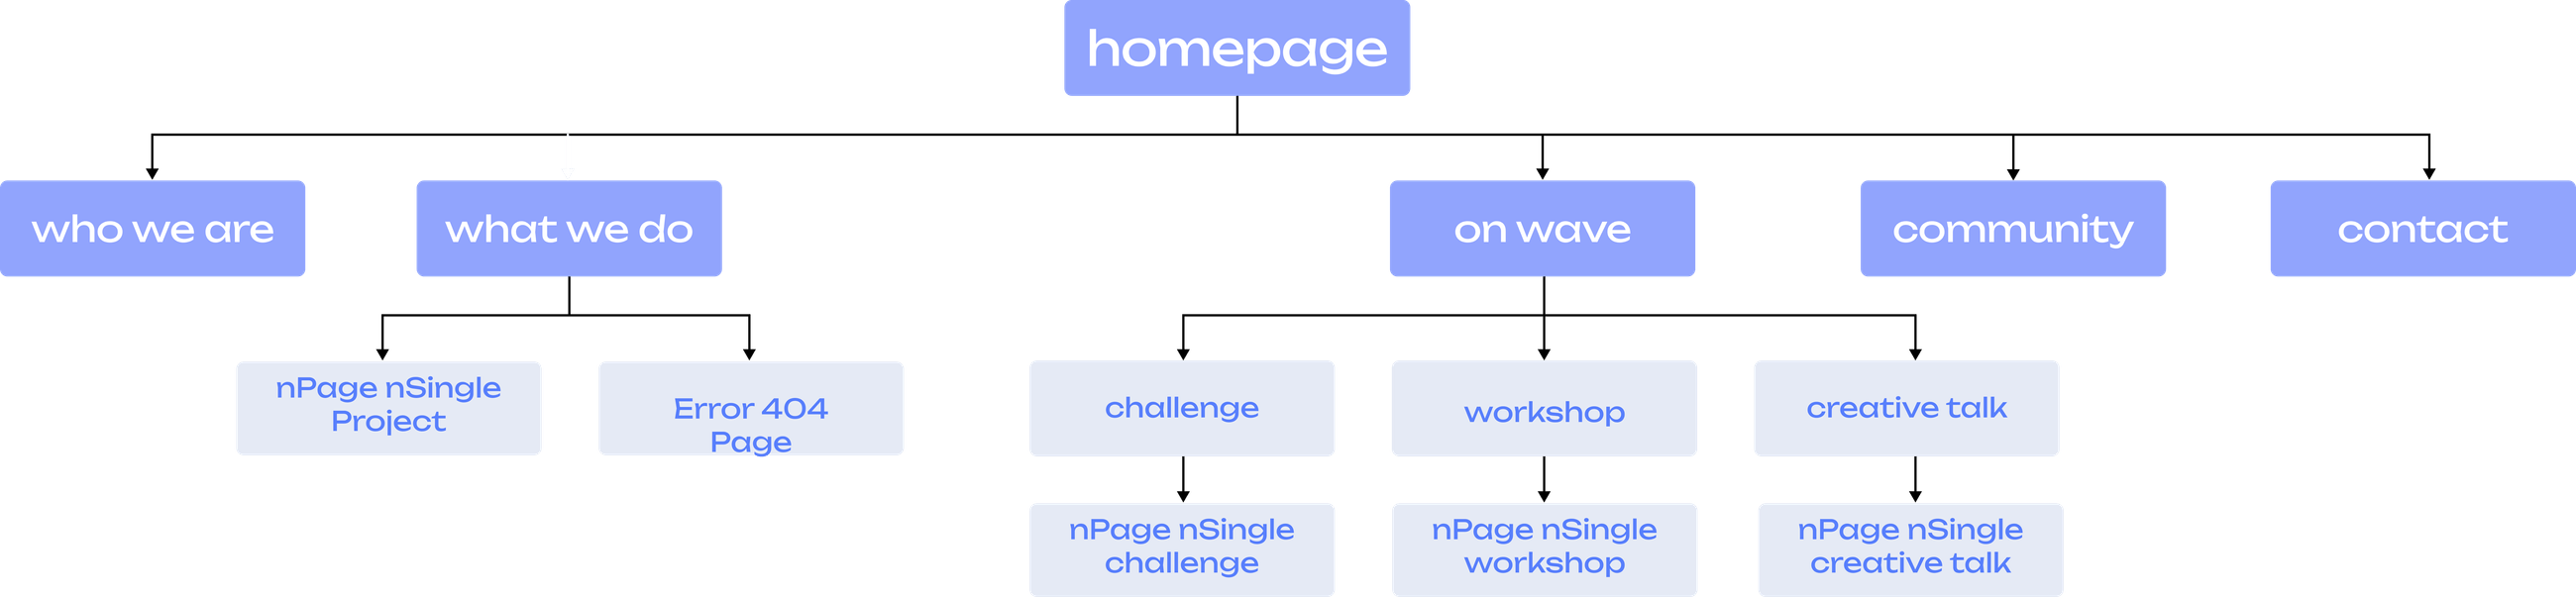 homepage
who we are
what we do
on wave
community
contact
nPage nSingle
Project
Error 404
Page
challenge
workshop
creative talk
nPage nSingle
challenge
nPage nSingle
workshop
nPage nSingle
creative talk